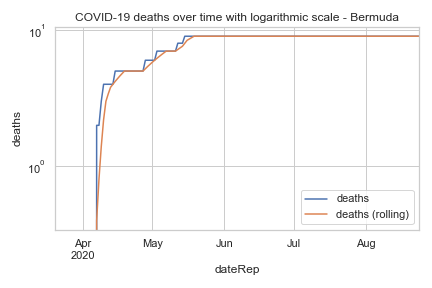 COVID-19 deaths over time with logarithmic scale - Bermuda
10¹
10⁰
deaths
Apr
2020
May
Jun
Jul
Aug
dateRep
deaths
deaths (rolling)